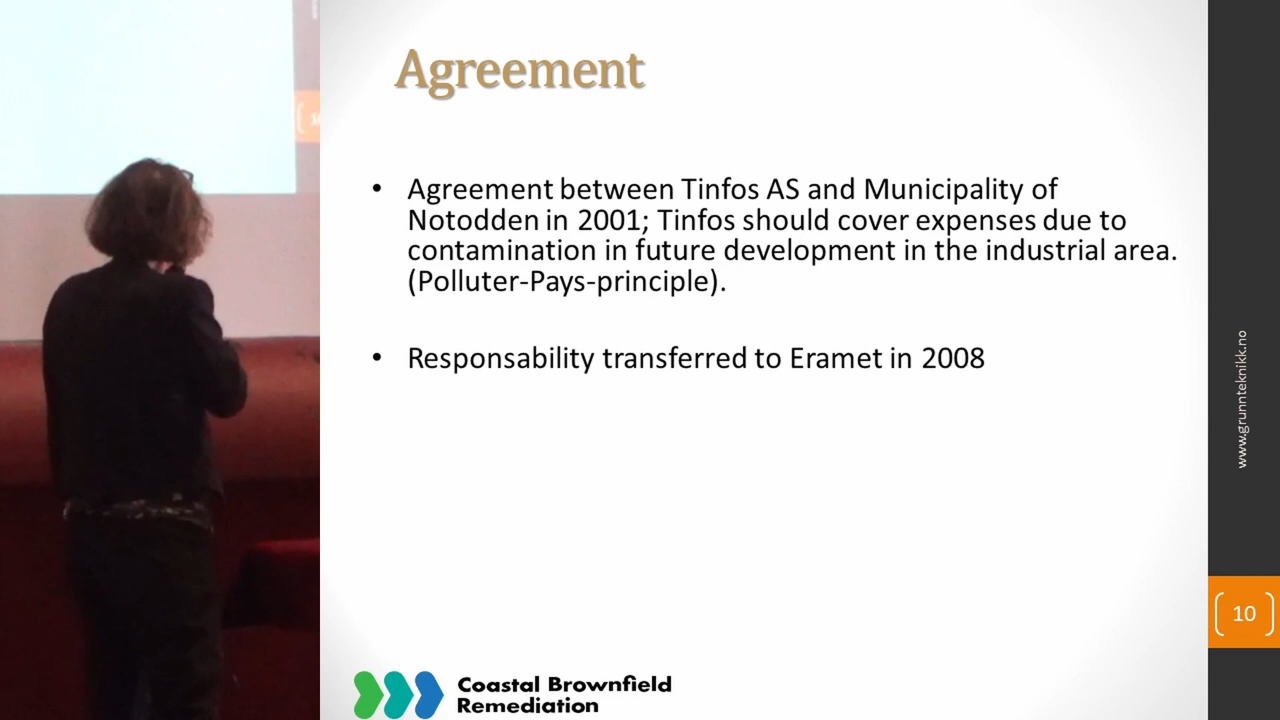 Agreement
• Agreement between Tinfos AS and Municipality of
Notodden in 2001; Tinfos should cover expenses due to
contamination in future development in the industrial area.
(Polluter-Pays-principle).
• Responsability transferred to Eramet in 2008
www.grunnteknikk.no
10
Coastal Brownfield
Remediation